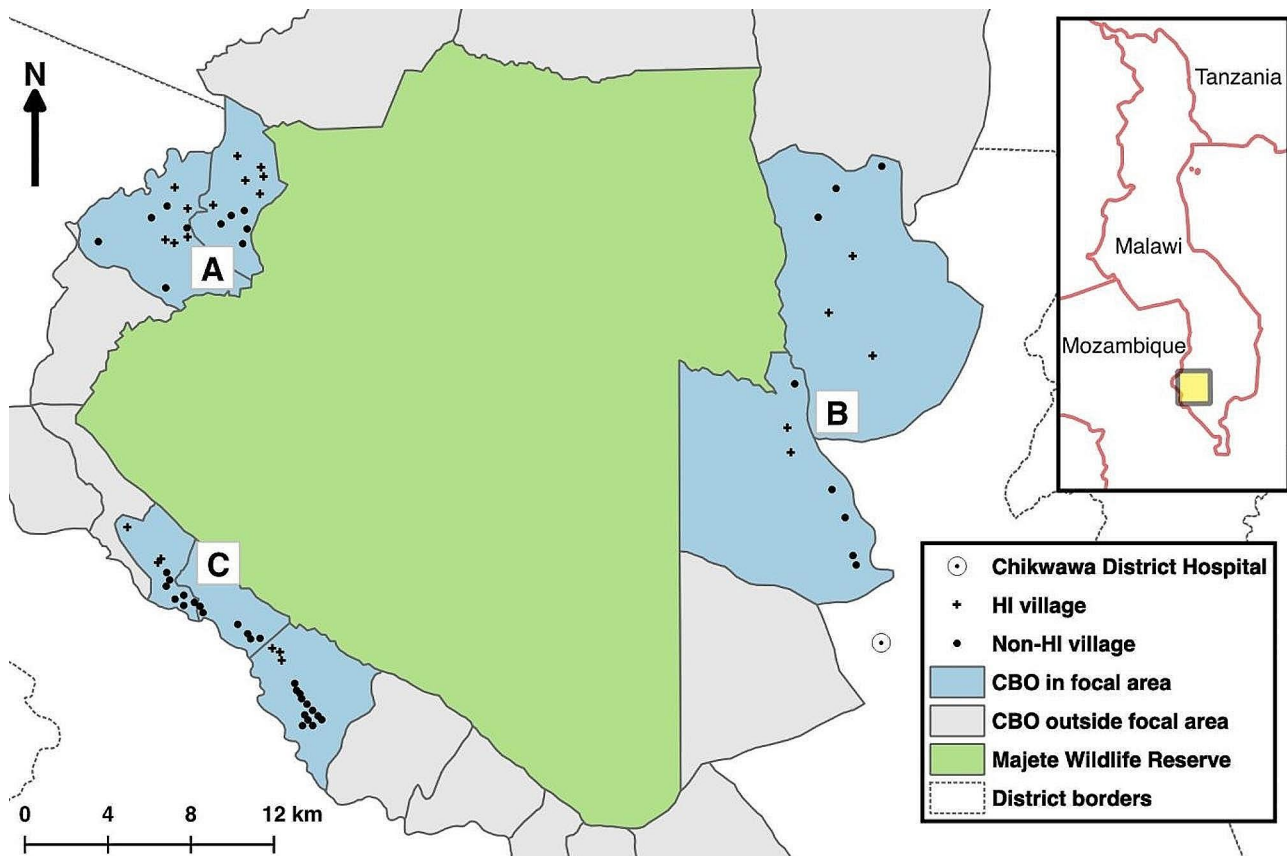 N
A
B
C
Tanzania
Malawi
Mozambique
Chikwawa District Hospital
HI village
Non-HI village
CBO in focal area
CBO outside focal area
Majete Wildlife Reserve
District borders
0 4 8 12 km